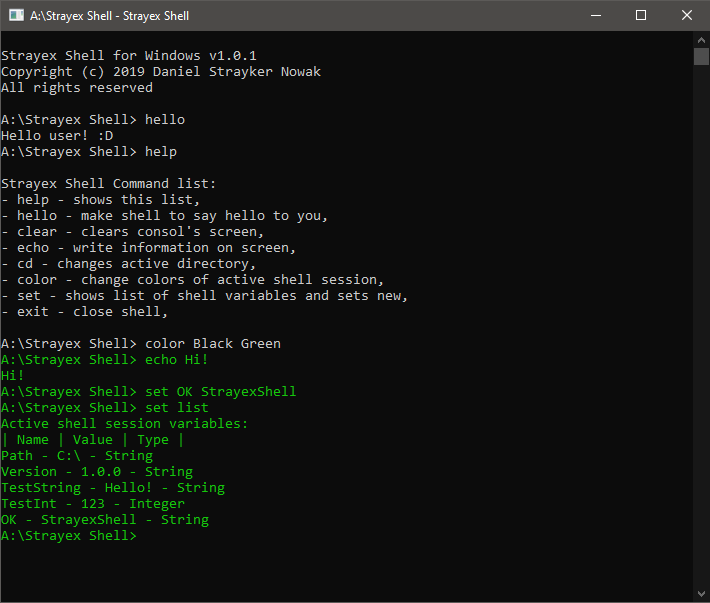 A:\Strayex Shell - Strayex Shell
Strayex Shell for Windows v1.0.1
Copyright (c) 2019 Daniel Strayker Nowak
All rights reserved
A:\Strayex Shell> hello
Hello user! :D
A:\Strayex Shell> help
Strayex Shell Command list:
- help - shows this list,
- hello - make shell to say hello to you,
- clear - clears consol's screen,
- echo - write information on screen,
- cd - changes active directory,
- color - change colors of active shell session,
- set - shows list of shell variables and sets new,
- exit - close shell,
A:\Strayex Shell> color Black Green
A:\Strayex Shell> echo Hi!
Hi!
A:\Strayex Shell> set OK StrayexShell
A:\Strayex Shell> set list
Active shell session variables:
| Name | Value | Type |
Path - C:\ - String
Version - 1.0.0 - String
TestString - Hello! - String
TestInt - 123 - Integer
OK - StrayexShell - String
A:\Strayex Shell>